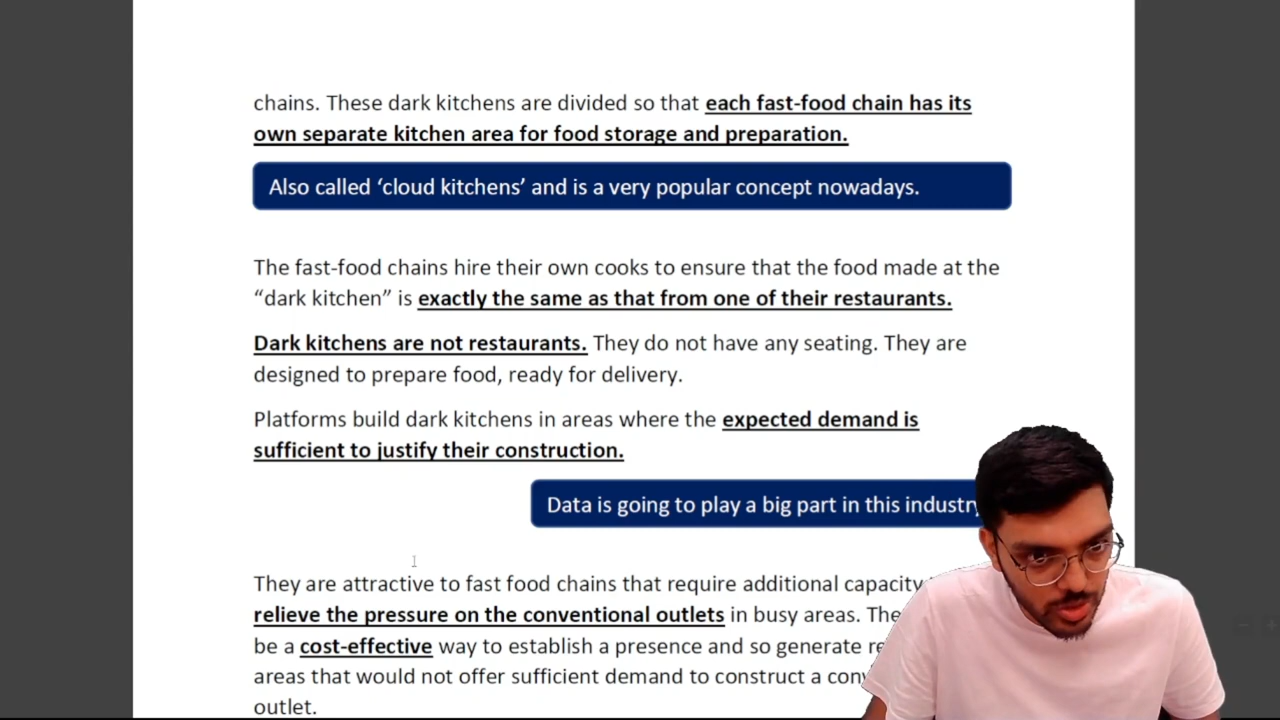 chains. These dark kitchens are divided so that each fast-food chain has its
own separate kitchen area for food storage and preparation.
Also called ‘cloud kitchens’ and is a very popular concept nowadays.
The fast-food chains hire their own cooks to ensure that the food made at the
“dark kitchen” is exactly the same as that from one of their restaurants.
Dark kitchens are not restaurants. They do not have any seating. They are
designed to prepare food, ready for delivery.
Platforms build dark kitchens in areas where the expected demand is
sufficient to justify their construction.
Data is going to play a big part in this industry
They are attractive to fast food chains that require additional capacity
relieve the pressure on the conventional outlets in busy areas.
be a cost-effective way to establish a presence and so generate
areas that would not offer sufficient demand to construct a
outlet.